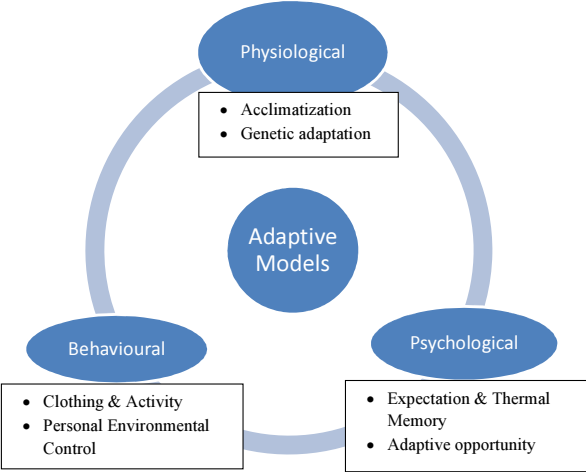 Physiological
• Acclimatization
• Genetic adaptation
Adaptive
Models
Behavioural
• Clothing & Activity
• Personal Environmental
Control
Psychological
• Expectation & Thermal
Memory
• Adaptive opportunity